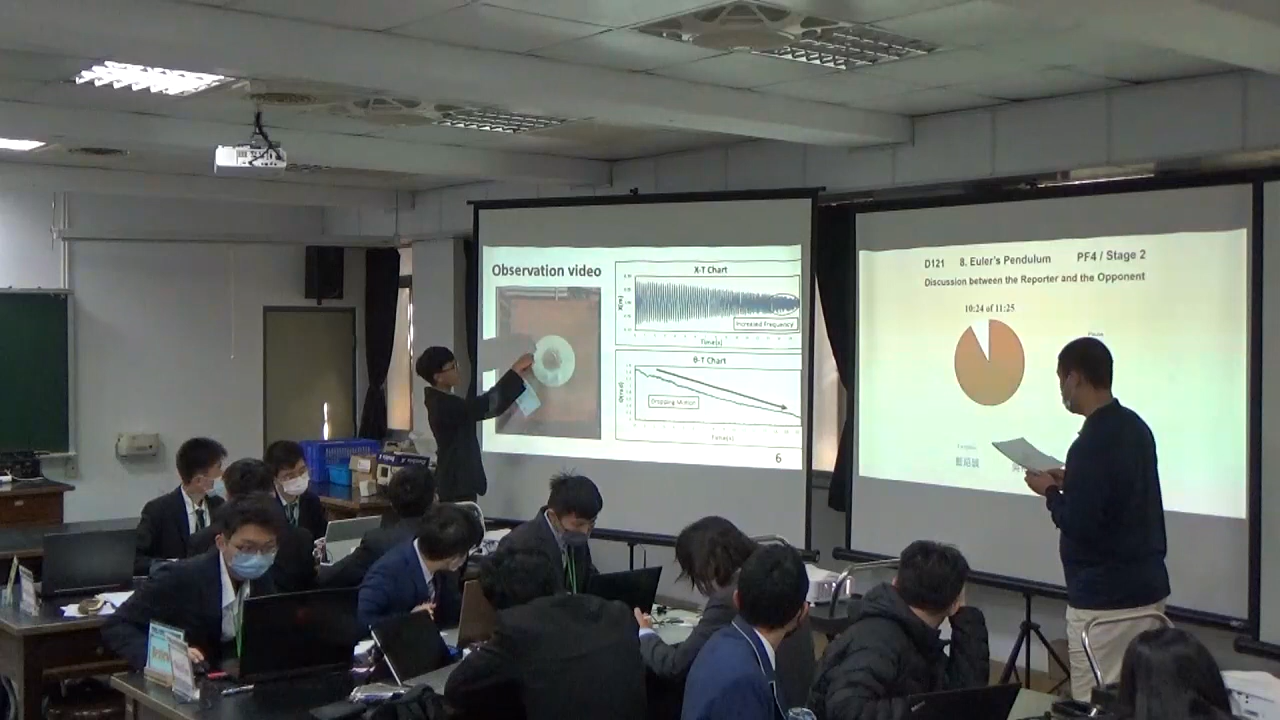 Observation video
X-T Chart
X(m)
Increased Frequency
Time(s)
θ-T Chart
θ(rad)
Dropping Motion
Time(s)
6
D121 8. Euler's Pendulum PF4 / Stage 2
Discussion between the Reporter and the Opponent
10:24 of 11:25